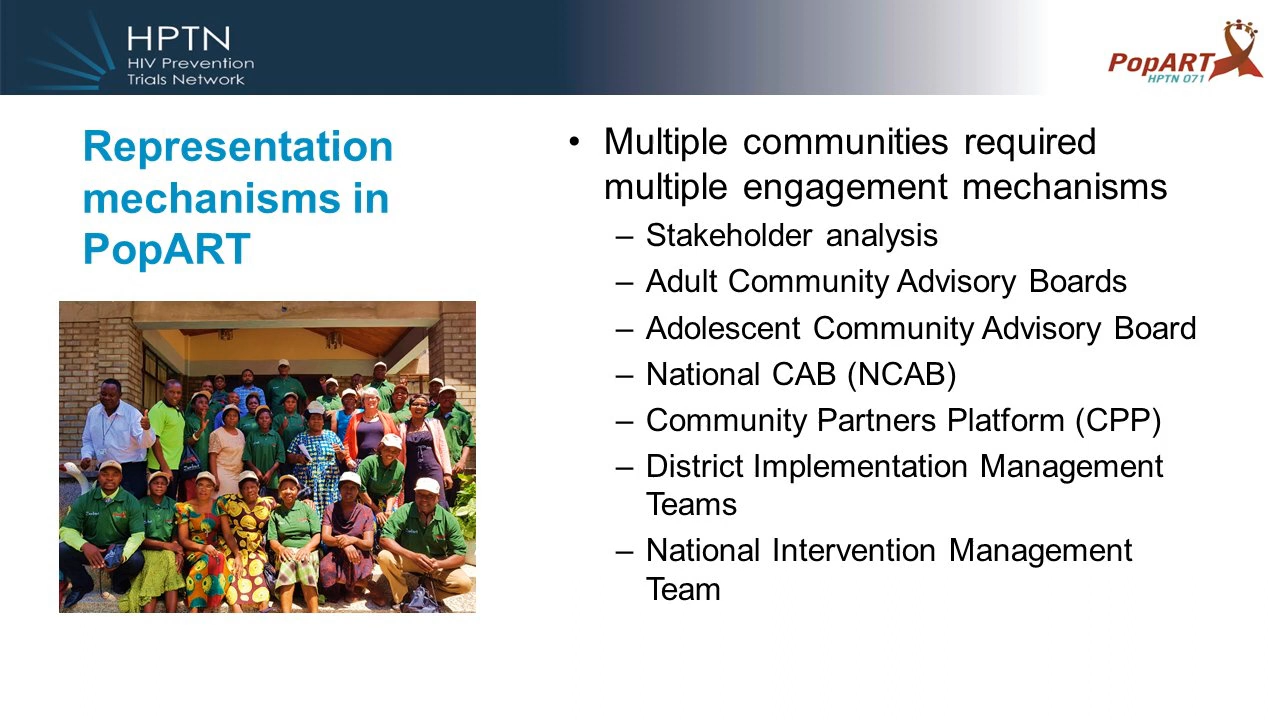 HPTN
HIV Prevention
Trials Network
PopART
HPTN 071
Representation
mechanisms in
PopART
• Multiple communities required
multiple engagement mechanisms
– Stakeholder analysis
– Adult Community Advisory Boards
– Adolescent Community Advisory Board
– National CAB (NCAB)
– Community Partners Platform (CPP)
– District Implementation Management
Teams
– National Intervention Management
Team